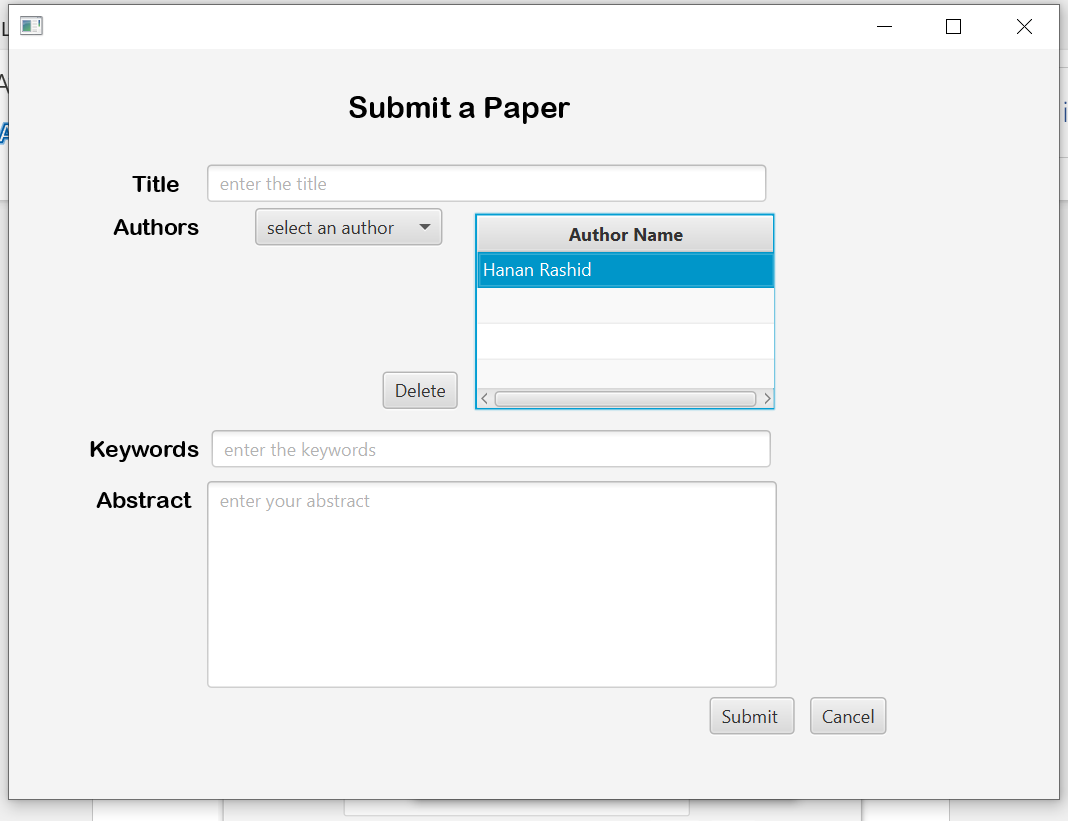 Submit a Paper
Title
enter the title
Authors
select an author
Author Name
Hanan Rashid
Delete
Keywords
enter the keywords
Abstract
enter your abstract
Submit
Cancel